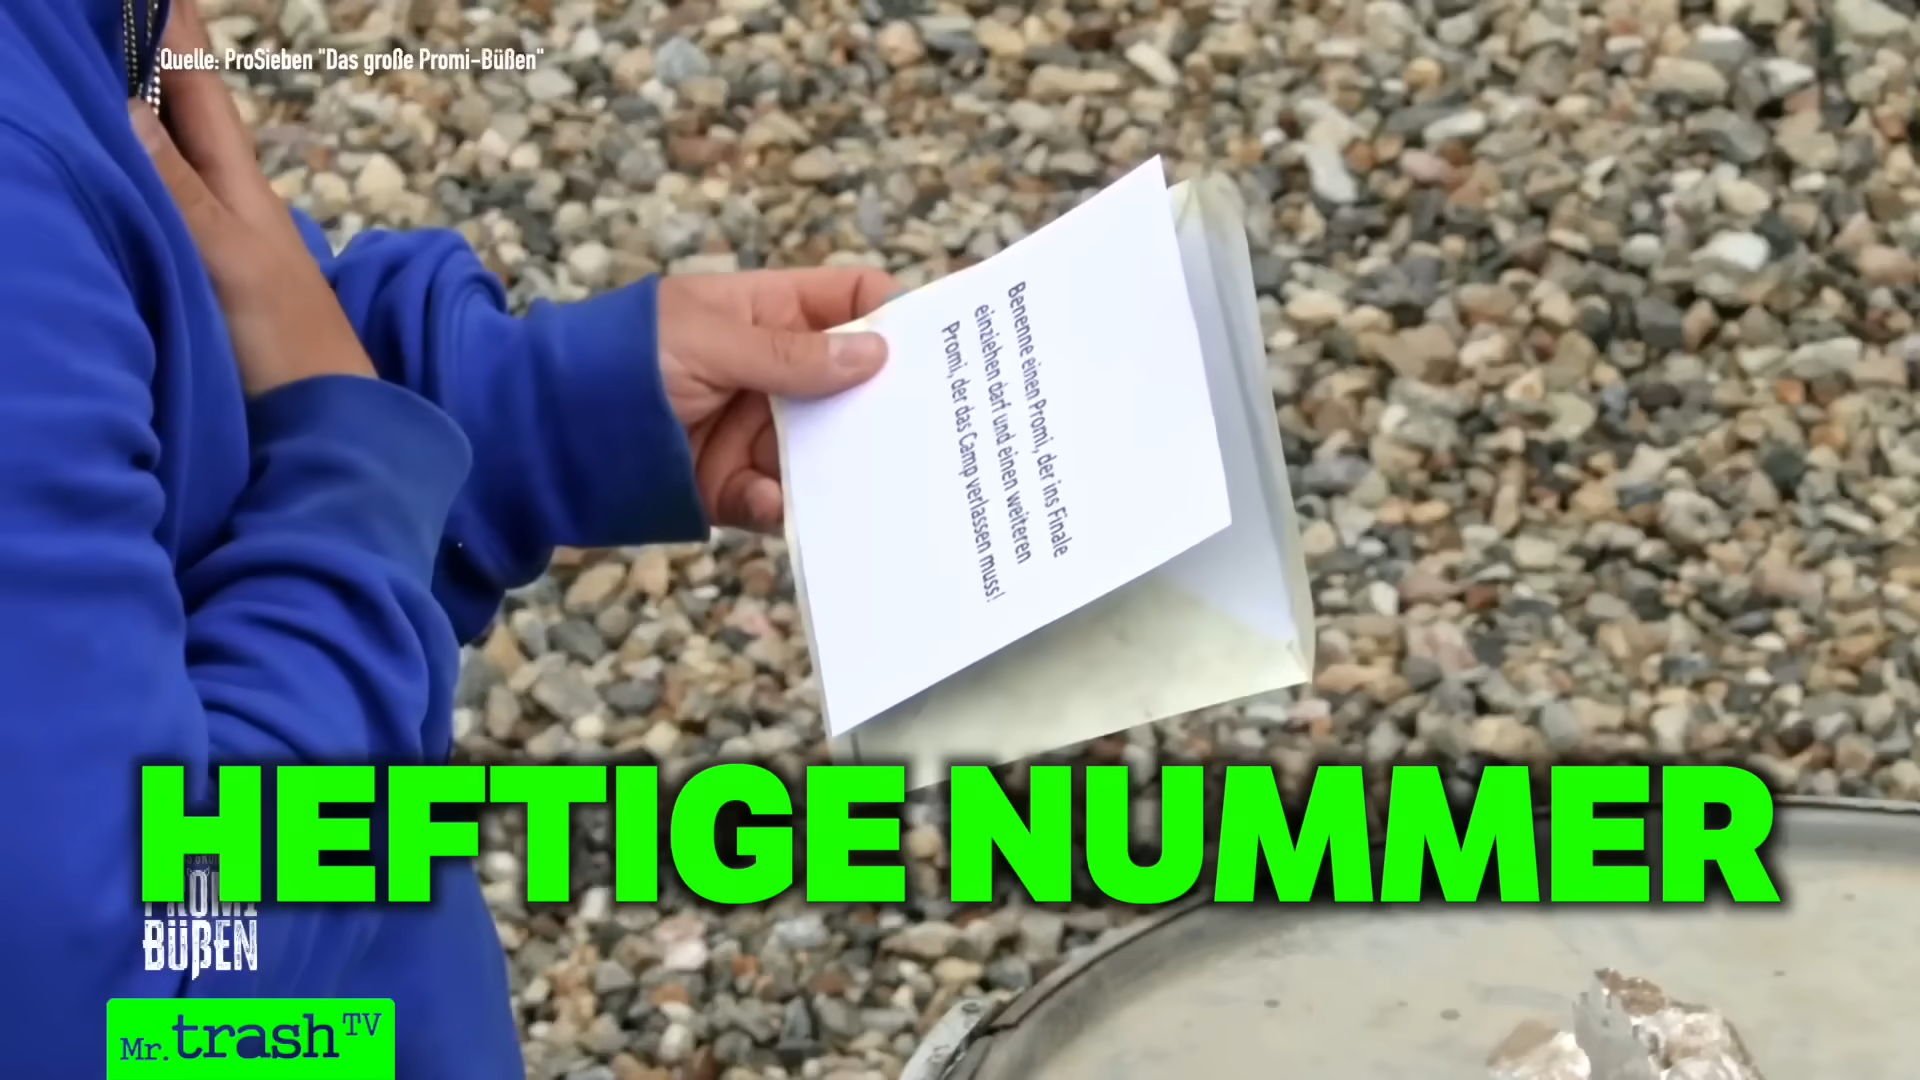 Quelle: ProSieben "Das große Promi-Büßen"
Benenne einen Promi, der ins Finale
einziehen darf und einen weiteren
Promi, der das Camp verlassen muss!
HEFTIGE NUMMER
PROMI
BÜßEN
Mr. trash TV